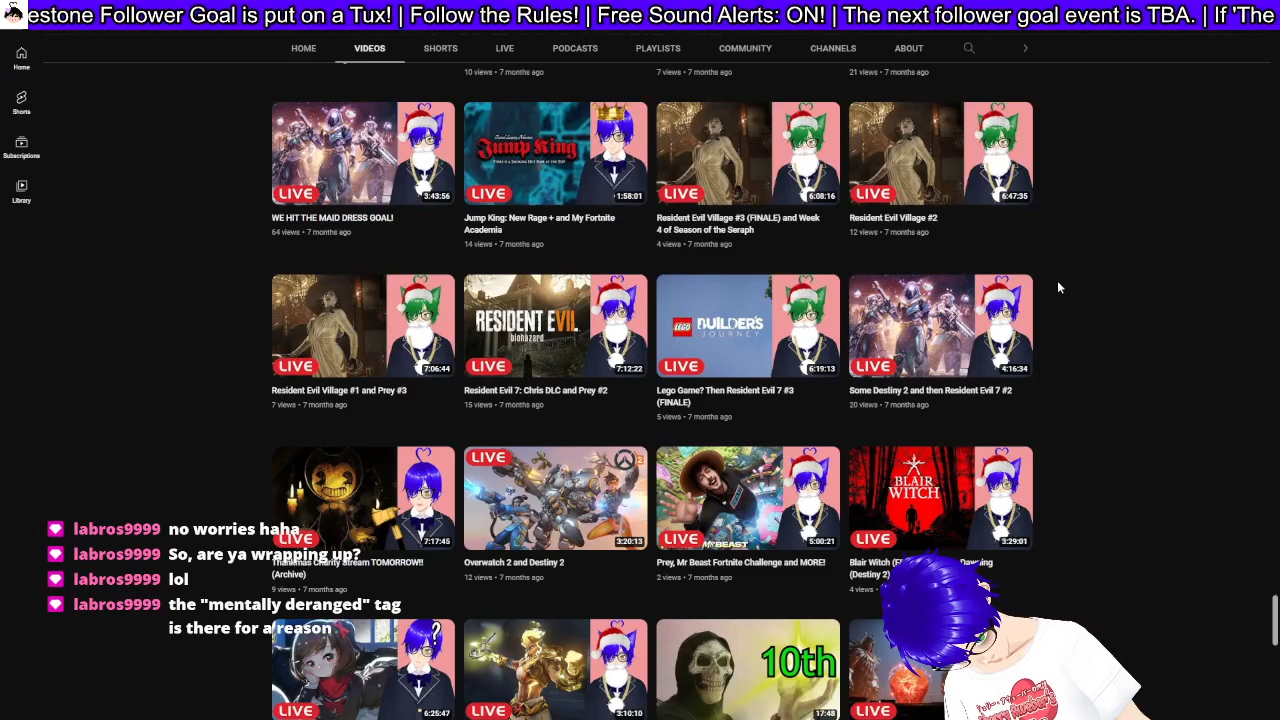 estone Follower Goal is put on a Tux! | Follow the Rules! | Free Sound Alerts: ON! | The next follower goal event is TBA. | If 'The
HOME VIDEOS SHORTS LIVE PODCASTS PLAYLISTS COMMUNITY CHANNELS ABOUT
Home
Shorts
Subscriptions
Library
10 views • 7 months ago
7 views • 7 months ago
21 views • 7 months ago
LIVE 3:43:56
Jump King
LIVE 1:58:01
LIVE 6:08:16
LIVE 6:47:35
WE HIT THE MAID DRESS GOAL!
64 views • 7 months ago
Jump King: New Rage + and My Fortnite
Academia
14 views • 7 months ago
Resident Evil Village #3 (FINALE) and Week
4 of Season of the Seraph
4 views • 7 months ago
Resident Evil Village #2
12 views • 7 months ago
LIVE 7:06:44
RESIDENT EVIL
biohazard
LIVE 7:12:22
LEGO BUILDER'S
JOURNEY
LIVE 6:19:13
LIVE 4:16:34
Resident Evil Village #1 and Prey #3
7 views • 7 months ago
Resident Evil 7: Chris DLC and Prey #2
15 views • 7 months ago
Lego Game? Then Resident Evil 7 #3
(FINALE)
5 views • 7 months ago
Some Destiny 2 and then Resident Evil 7 #2
20 views • 7 months ago
LIVE 7:17:45
LIVE 2
3:20:13
MR BEAST
LIVE 5:00:21
BLAIR
WITCH
LIVE 3:29:01
Thanksmas Charity Stream TOMORROW!!
(Archive)
9 views • 7 months ago
Overwatch 2 and Destiny 2
12 views • 7 months ago
Prey, Mr Beast Fortnite Challenge and MORE!
2 views • 7 months ago
Blair Witch
(Destiny 2)
4 views
labros9999 no worries haha
labros9999 So, are ya wrapping up?
labros9999 lol
labros9999 the "mentally deranged" tag
is there for a reason
?
LIVE 6:25:47
LIVE 3:10:10
10th
17:48
LIVE